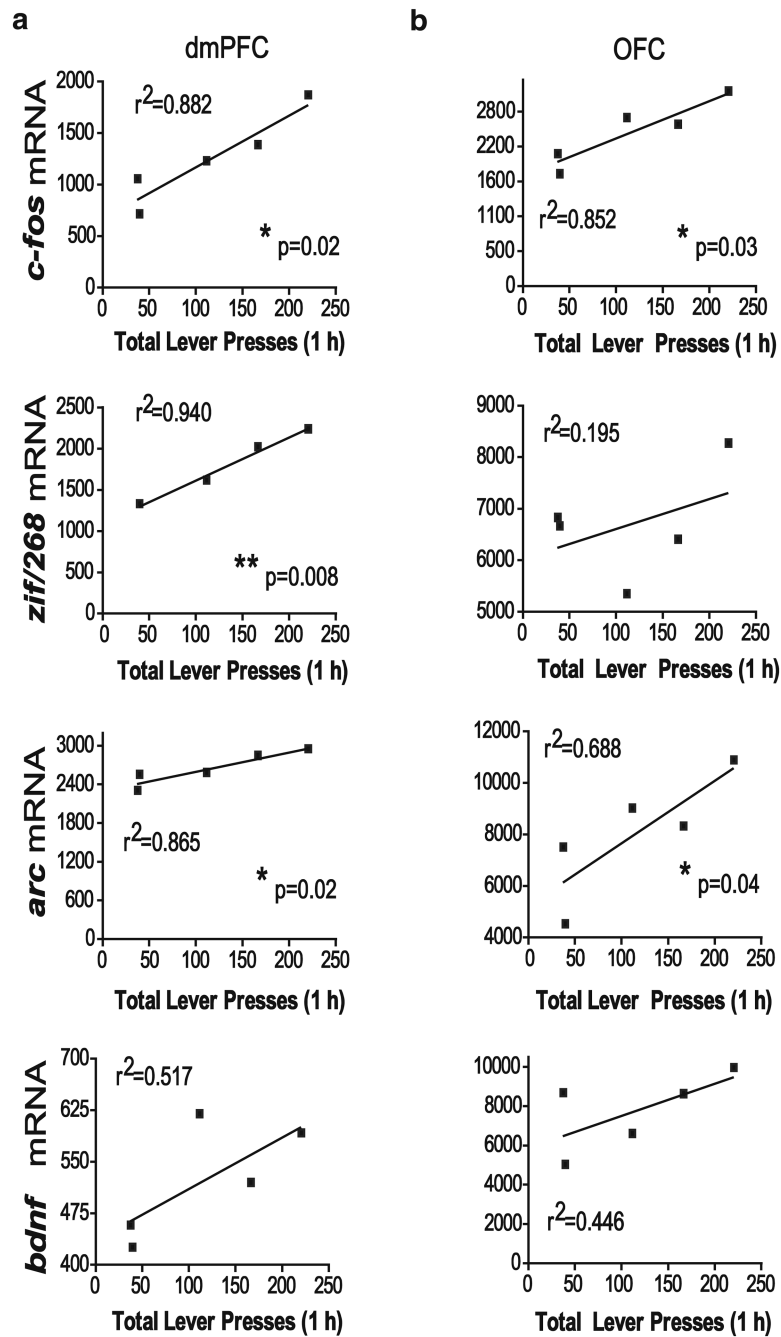 a
b
dmPFC
OFC
c-fos mRNA
2000
1500
1000
500
0
r2=0.882
*
p=0.02
0 50 100 150 200 250
Total Lever Presses (1 h)
2800
2200
1600
1100
500
0
r2=0.852
*
p=0.03
0 50 100 150 200 250
Total Lever Presses (1 h)
zif/268 mRNA
2500
2000
1500
1000
500
0
r2=0.940
**
p=0.008
0 50 100 150 200 250
Total Lever Presses (1 h)
9000
8000
7000
6000
5000
r2=0.195
0 50 100 150 200 250
Total Lever Presses (1 h)
arc mRNA
3000
2400
1800
1200
600
0
r2=0.865
*
p=0.02
0 50 100 150 200 250
Total Lever Presses (1 h)
12000
10000
8000
6000
4000
r2=0.688
*
p=0.04
0 50 100 150 200 250
Total Lever Presses (1 h)
bdnf mRNA
700
625
550
475
400
r2=0.517
0 50 100 150 200 250
Total Lever Presses (1 h)
10000
8000
6000
4000
2000
0
r2=0.446
0 50 100 150 200 250
Total Lever Presses (1 h)